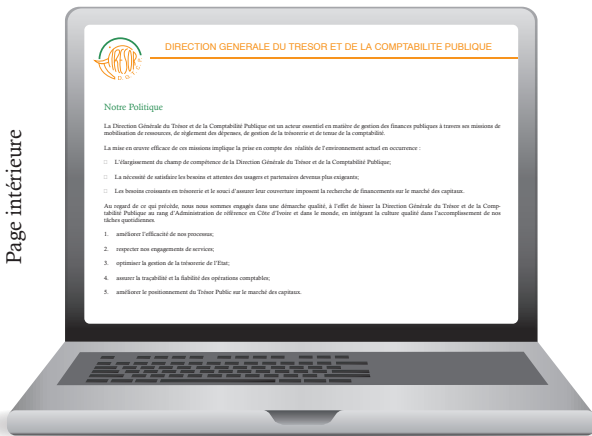 Page intérieure
TRESOR
D. O.
DIRECTION GENERALE DU TRESOR ET DE LA COMPTABILITE PUBLIQUE
Notre Politique
La Direction Générale du Trésor et de la Comptabilité Publique est un acteur essentiel en matière de gestion des finances publiques à travers ses missions de
mobilisation de ressources, de règlement des dépenses, de gestion de la trésorerie et de tenue de la comptabilité.
La mise en œuvre efficace de ces missions implique la prise en compte des réalités de l'environnement actuel en occurrence :
□ L'élargissement du champ de compétence de la Direction Générale du Trésor et de la Comptabilité Publique;
□ La nécessité de satisfaire les besoins et attentes des usagers et partenaires devenus plus exigeants;
□ Les besoins croissants en trésorerie et le souci d'assurer leur couverture imposent la recherche de financements sur le marché des capitaux.
Au regard de ce qui précède, nous nous sommes engagés dans une démarche qualité, à l'effet de hisser la Direction Générale du Trésor et de la Comp-
tabilité Publique au rang d'Administration de référence en Côte d'Ivoire et dans le monde, en intégrant la culture qualité dans l'accomplissement de nos
tâches quotidiennes.
1. améliorer l'efficacité de nos processus;
2. respecter nos engagements de services;
3. optimiser la gestion de la trésorerie de l'Etat;
4. assurer la traçabilité et la fiabilité des opérations comptables;
5. améliorer le positionnement du Trésor Public sur le marché des capitaux.